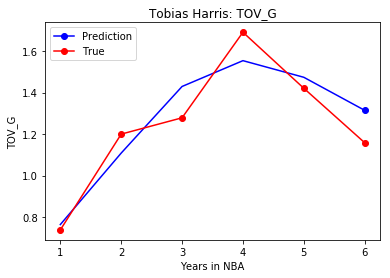 Tobias Harris: TOV_G
Prediction
True
TOV_G
1.6
1.4
1.2
1.0
0.8
1 2 3 4 5 6
Years in NBA